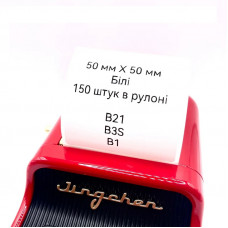 50 мм X 50 мм
Білі
150 штук в рулоні
B21
B3S
B1
Jingchen